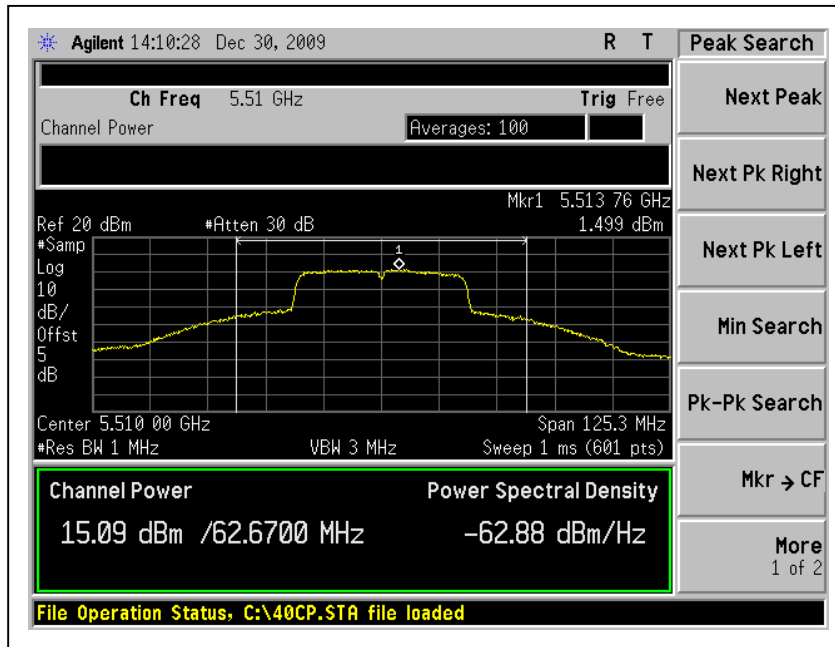 Agilent 14:10:28 Dec 30, 2009 R T
Peak Search
Ch Freq 5.51 GHz Trig Free
Channel Power Averages: 100
Mkr1 5.513 76 GHz
Ref 20 dBm #Atten 30 dB 1.499 dBm
#Samp
Log
10
dB/
Offst
5
dB
1
Center 5.510 00 GHz Span 125.3 MHz
#Res BW 1 MHz VBW 3 MHz Sweep 1 ms (601 pts)
Channel Power Power Spectral Density
15.09 dBm /62.6700 MHz -62.88 dBm/Hz
File Operation Status, C:\40CP.STA file loaded
Next Peak
Next Pk Right
Next Pk Left
Min Search
Pk-Pk Search
Mkr → CF
More
1 of 2